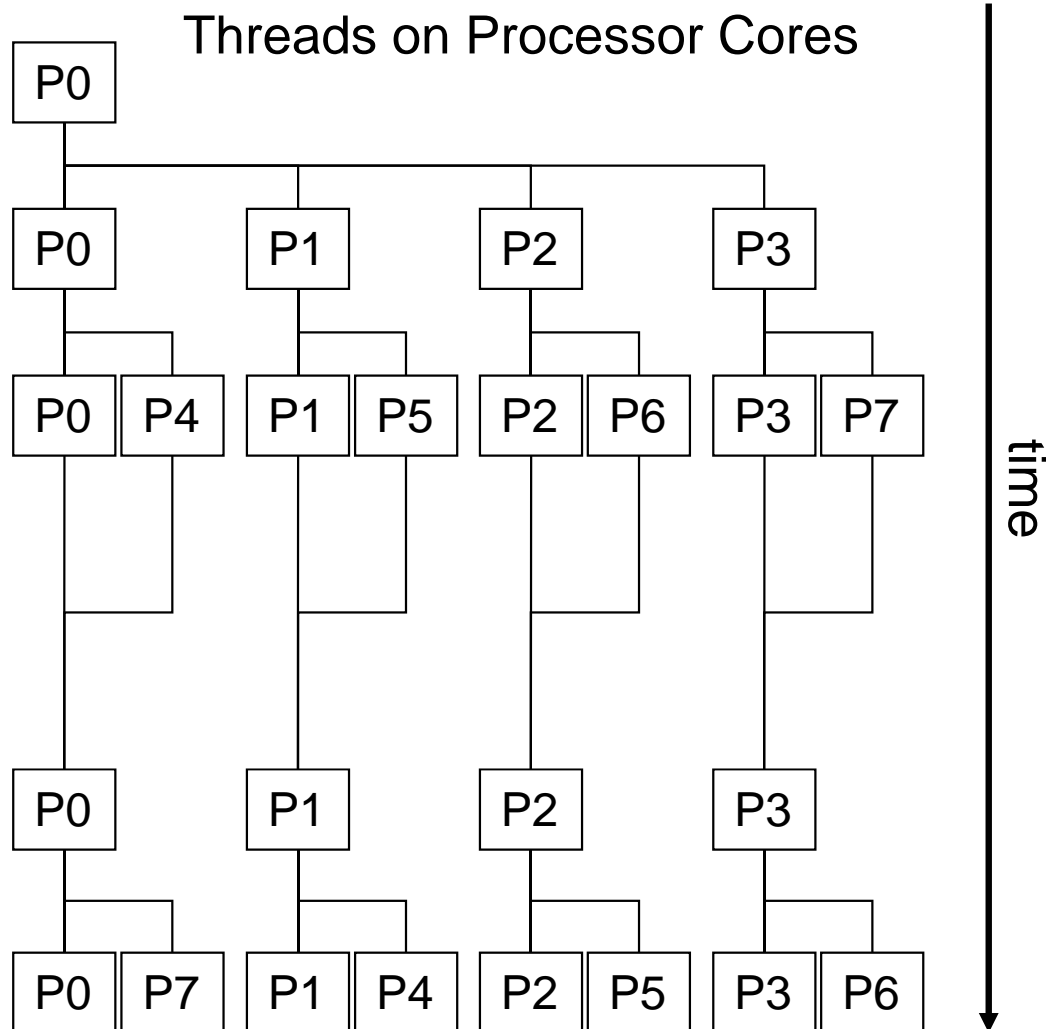 Threads on Processor Cores
P0
P0 P1 P2 P3
P0 P4 P1 P5 P2 P6 P3 P7
time
P0 P1 P2 P3
P0 P7 P1 P4 P2 P5 P3 P6